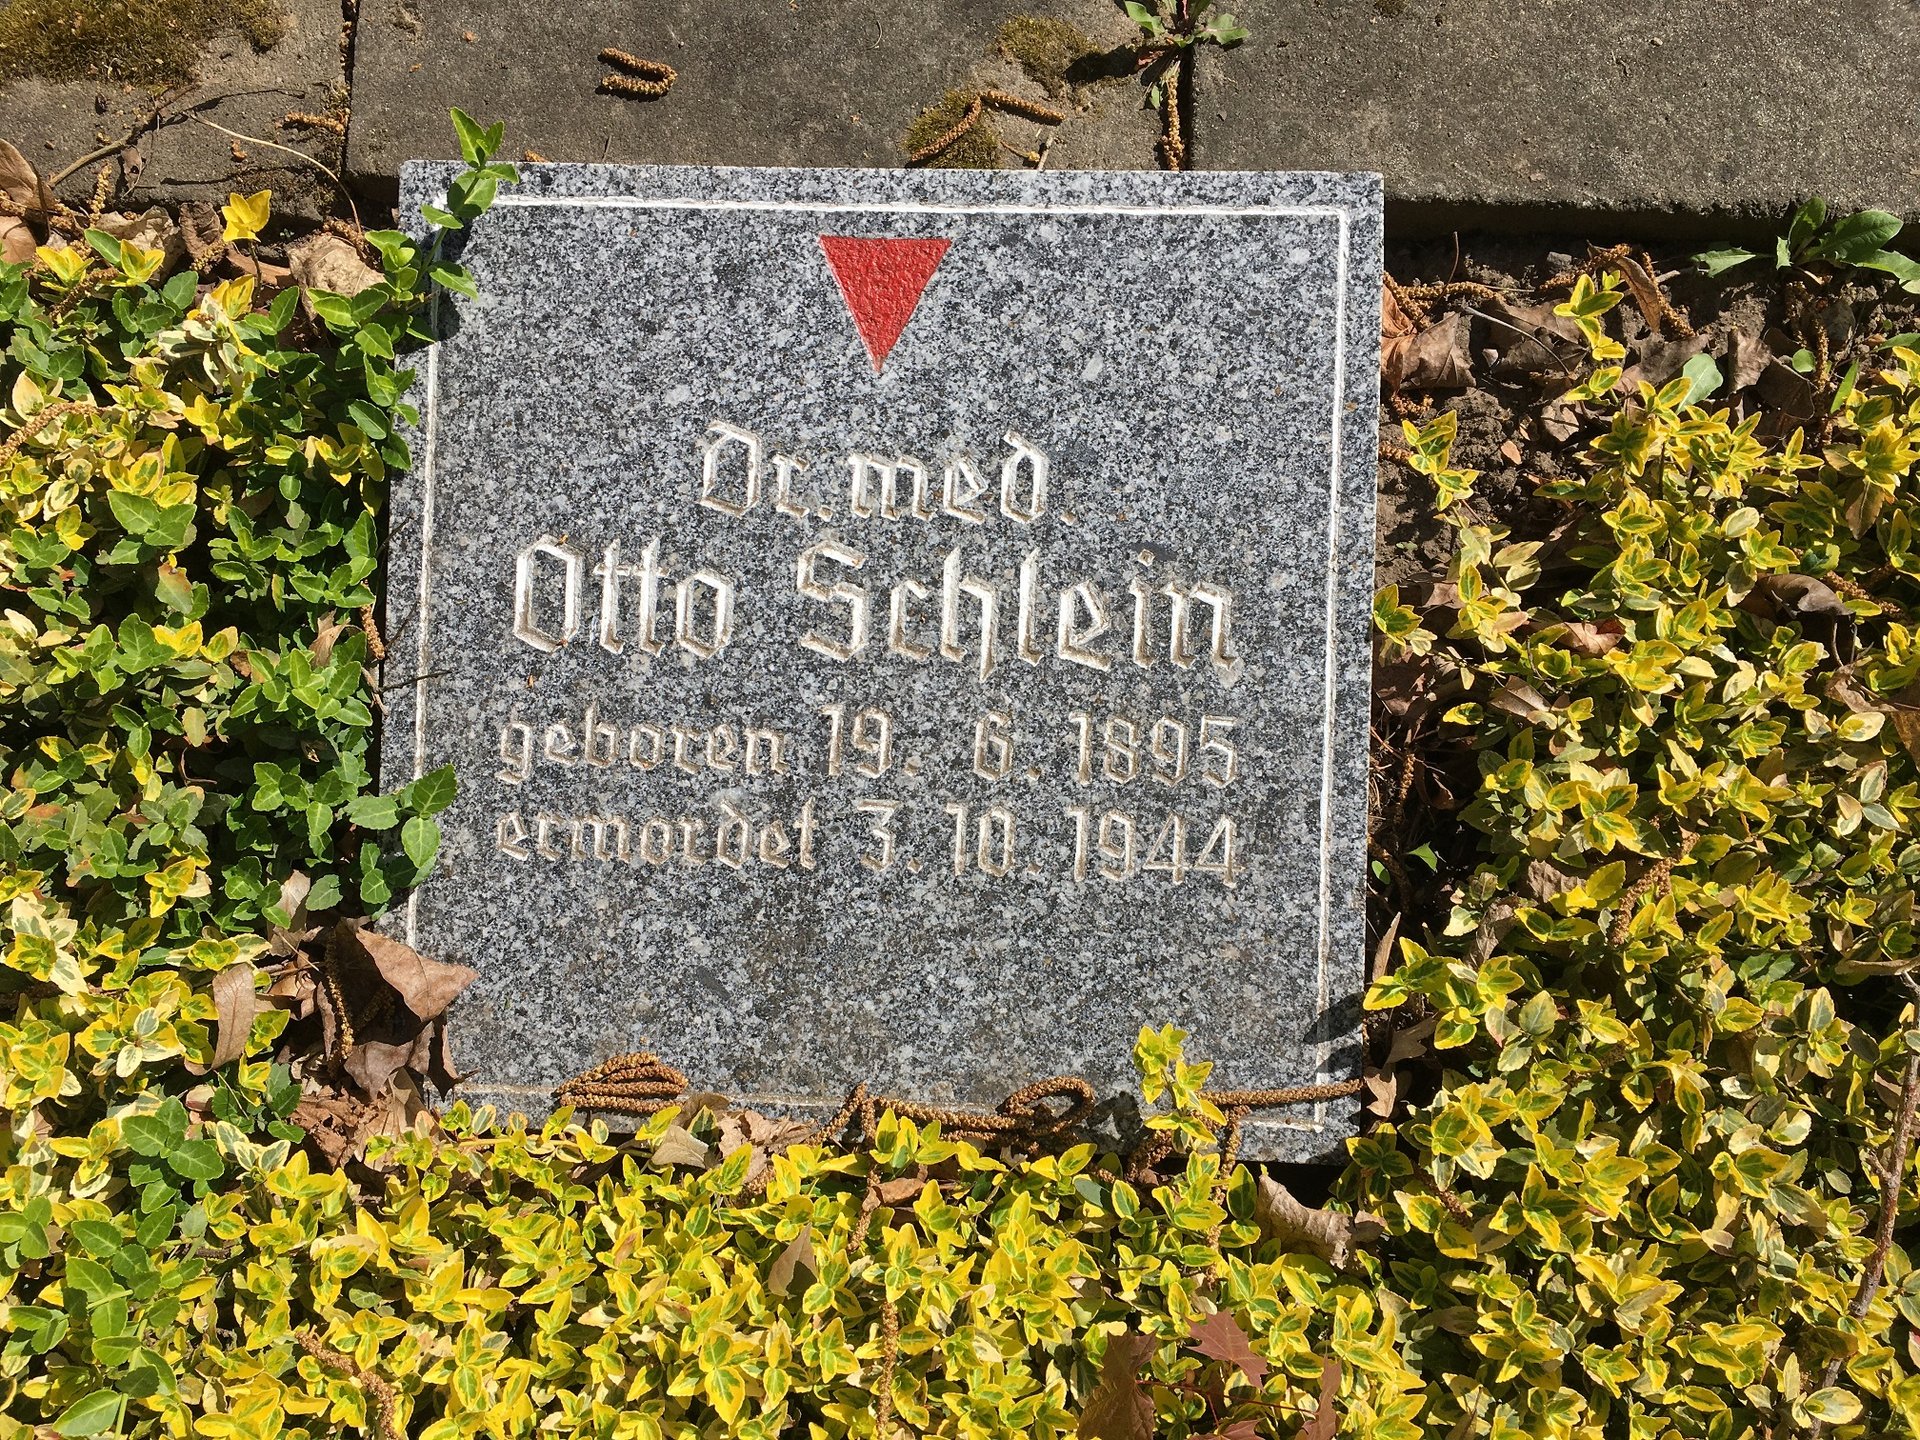 Dr. med.
Otto Schlein
geboren 19. 6. 1895
ermordet 3. 10. 1944